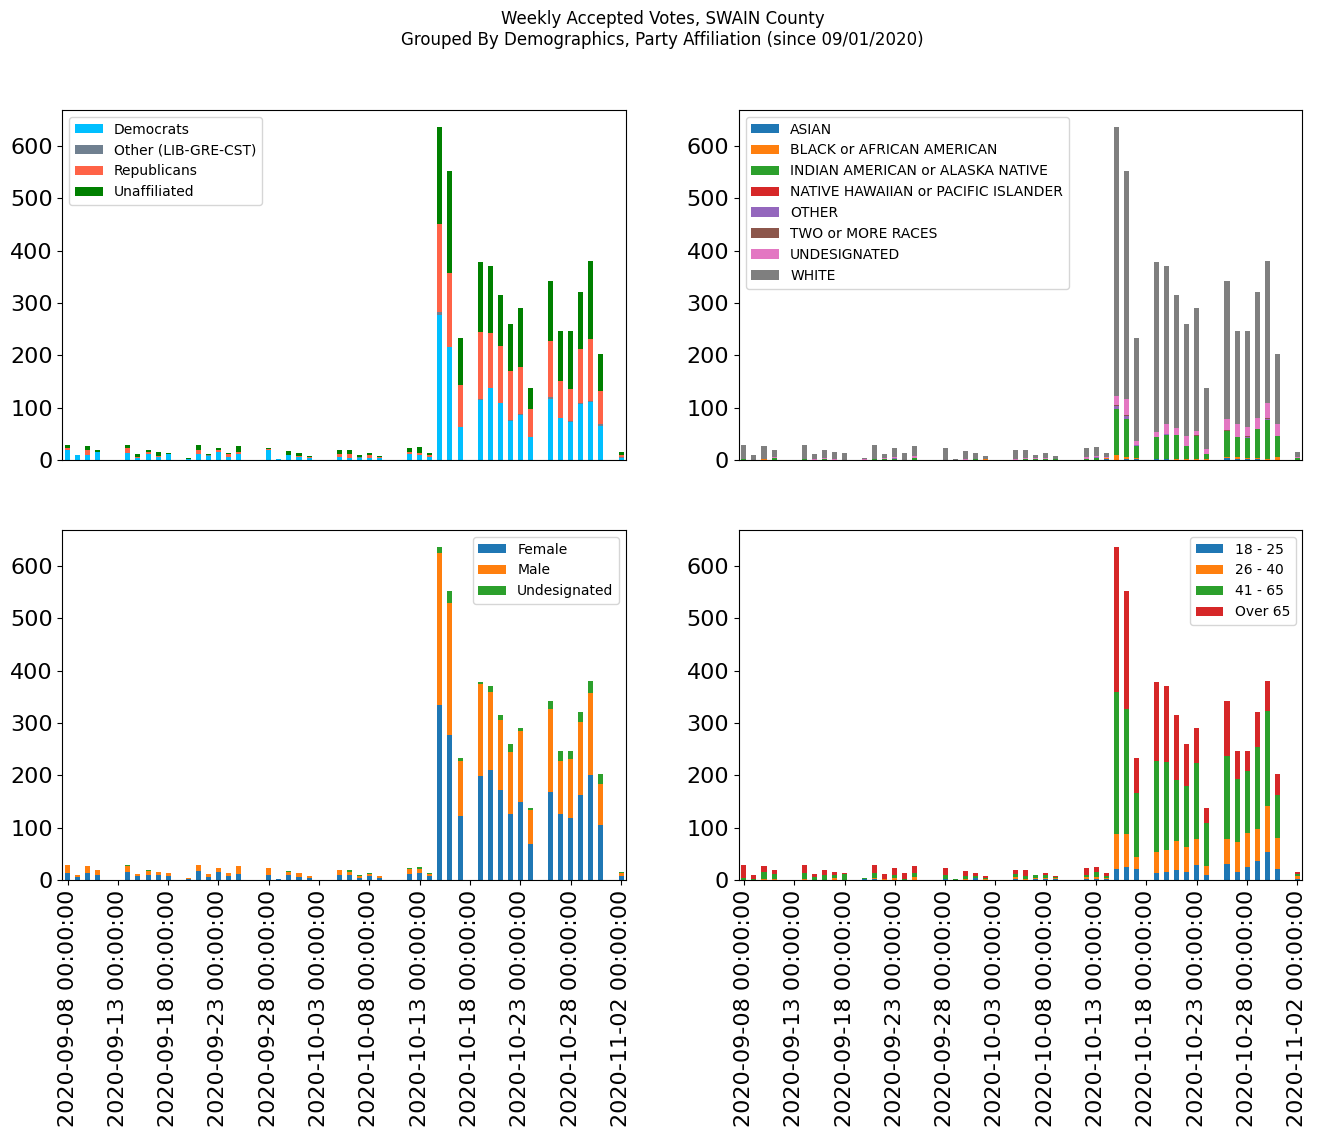 Weekly Accepted Votes, SWAIN County
Grouped By Demographics, Party Affiliation (since 09/01/2020)
600
500
400
300
200
100
0
Democrats
Other (LIB-GRE-CST)
Republicans
Unaffiliated
600
500
400
300
200
100
0
ASIAN
BLACK or AFRICAN AMERICAN
INDIAN AMERICAN or ALASKA NATIVE
NATIVE HAWAIIAN or PACIFIC ISLANDER
OTHER
TWO or MORE RACES
UNDESIGNATED
WHITE
600
500
400
300
200
100
0
Female
Male
Undesignated
2020-09-08 00:00:00
2020-09-13 00:00:00
2020-09-18 00:00:00
2020-09-23 00:00:00
2020-09-28 00:00:00
2020-10-03 00:00:00
2020-10-08 00:00:00
2020-10-13 00:00:00
2020-10-18 00:00:00
2020-10-23 00:00:00
2020-10-28 00:00:00
2020-11-02 00:00:00
600
500
400
300
200
100
0
18 - 25
26 - 40
41 - 65
Over 65
2020-09-08 00:00:00
2020-09-13 00:00:00
2020-09-18 00:00:00
2020-09-23 00:00:00
2020-09-28 00:00:00
2020-10-03 00:00:00
2020-10-08 00:00:00
2020-10-13 00:00:00
2020-10-18 00:00:00
2020-10-23 00:00:00
2020-10-28 00:00:00
2020-11-02 00:00:00